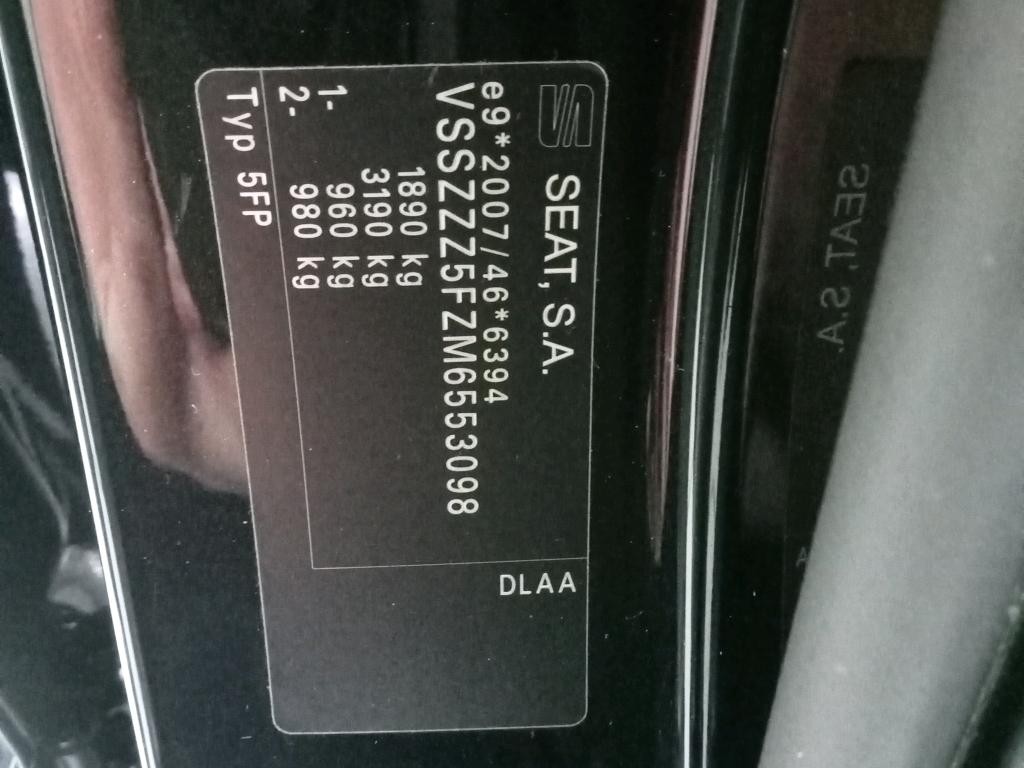 SEAT, S.A.
e9*2007/46*6394
VSSZZZ5FZM6553098
1890 kg
3190 kg
1- 960 kg
2- 980 kg
Typ 5FP
DLAA
SEAT, S.A.